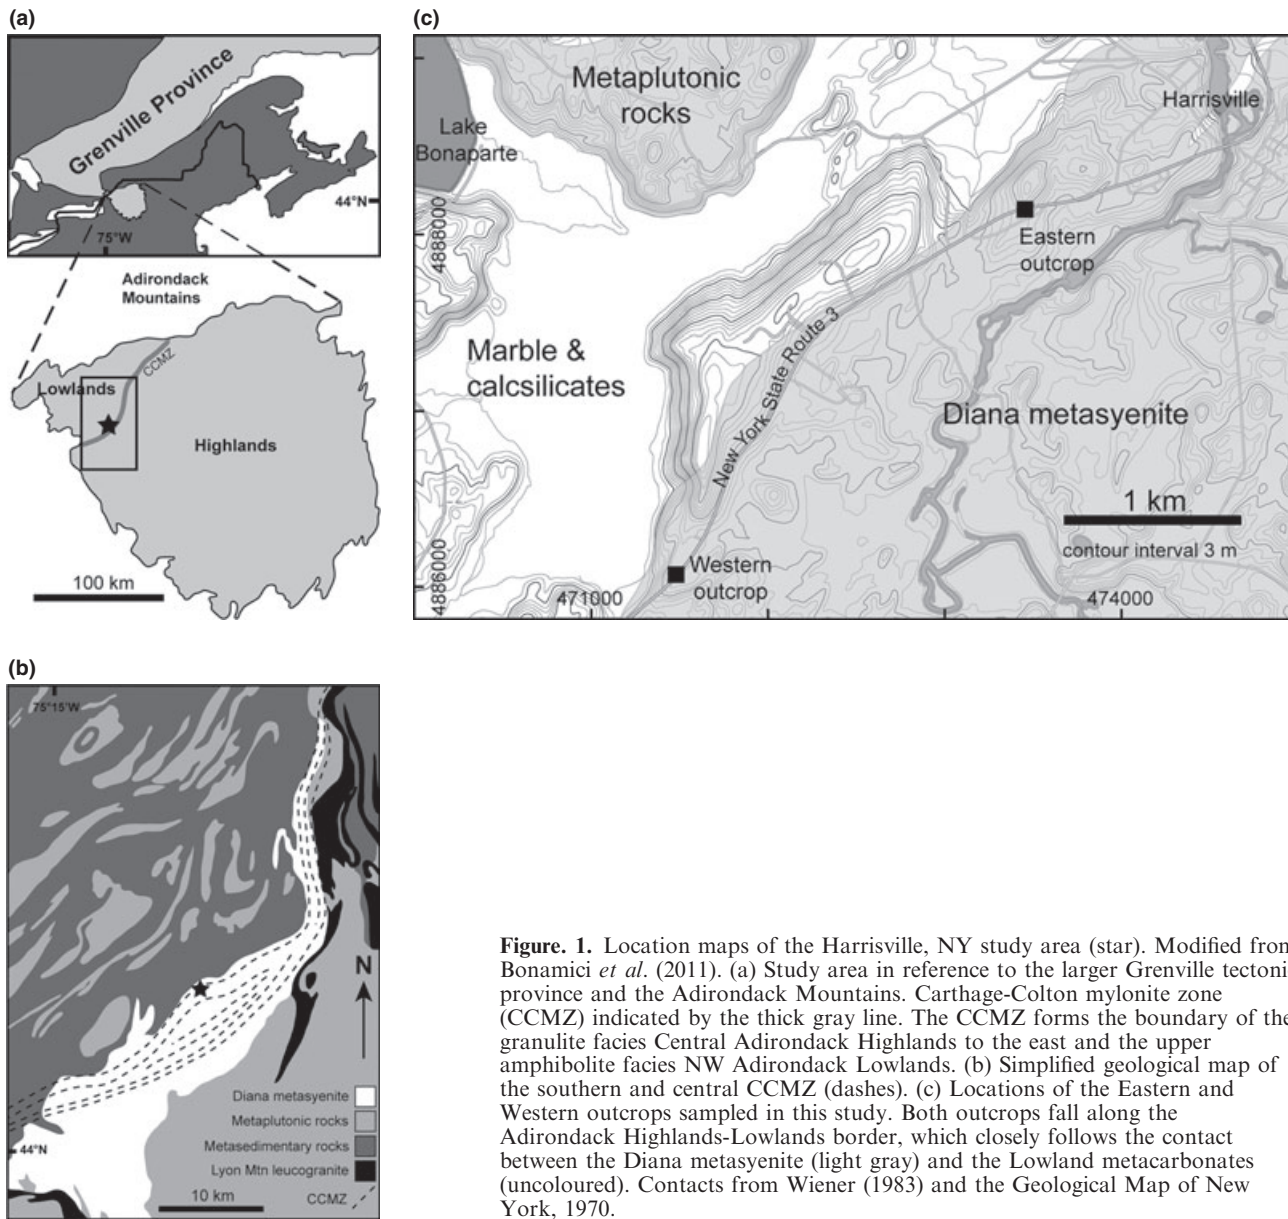 (a)
Grenville Province
44°N
75°W
Adirondack
Mountains
CCMZ
Lowlands
Highlands
100 km
(c)
Metaplutonic
rocks
Harrisville
Lake
Bonaparte
4888000
Eastern
outcrop
New York State Route 3
Marble &
calcsilicates
Diana metasyenite
1 km
contour interval 3 m
Western
outcrop
4886000
471000
474000
(b)
75°15'W
N
Diana metasyenite
Metaplutonic rocks
Metasedimentary rocks
Lyon Mtn leucogranite
44°N
10 km
CCMZ
Figure. 1. Location maps of the Harrisville, NY study area (star). Modified from
Bonamici et al. (2011). (a) Study area in reference to the larger Grenville tectoni
province and the Adirondack Mountains. Carthage-Colton mylonite zone
(CCMZ) indicated by the thick gray line. The CCMZ forms the boundary of the
granulite facies Central Adirondack Highlands to the east and the upper
amphibolite facies NW Adirondack Lowlands. (b) Simplified geological map of
the southern and central CCMZ (dashes). (c) Locations of the Eastern and
Western outcrops sampled in this study. Both outcrops fall along the
Adirondack Highlands-Lowlands border, which closely follows the contact
between the Diana metasyenite (light gray) and the Lowland metacarbonates
(uncoloured). Contacts from Wiener (1983) and the Geological Map of New
York, 1970.